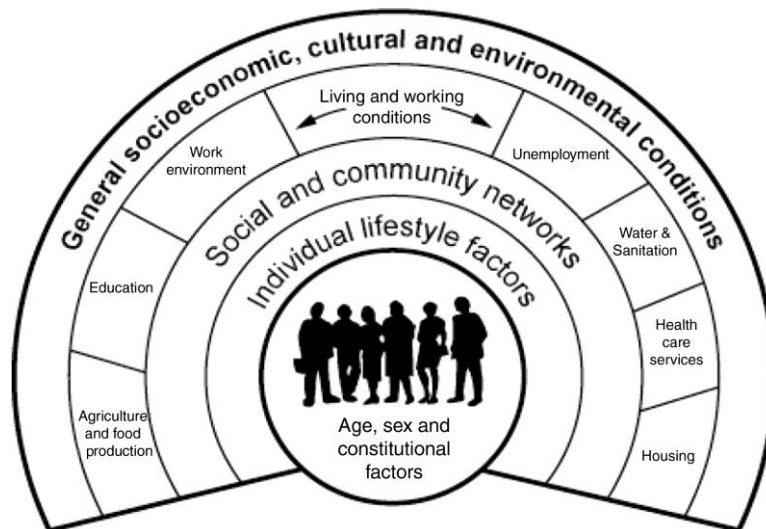 General socioeconomic, cultural and environmental conditions
Living and working
conditions
Work
environment
Unemployment
Social and community networks
Water &
Sanitation
Individual lifestyle factors
Education
Health
care
services
Agriculture
and food
production
Age, sex and
constitutional
factors
Housing